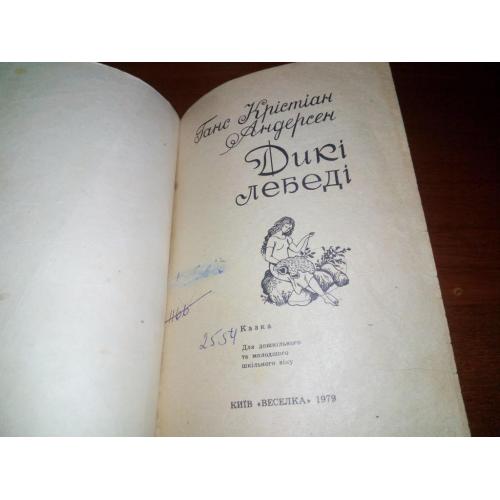 Ганс Крістіан
Андерсен
Дикі
лебеді
2554
Казка
Для дошкільного
та молодшого
шкільного віку
КИЇВ «ВЕСЕЛКА» 1979